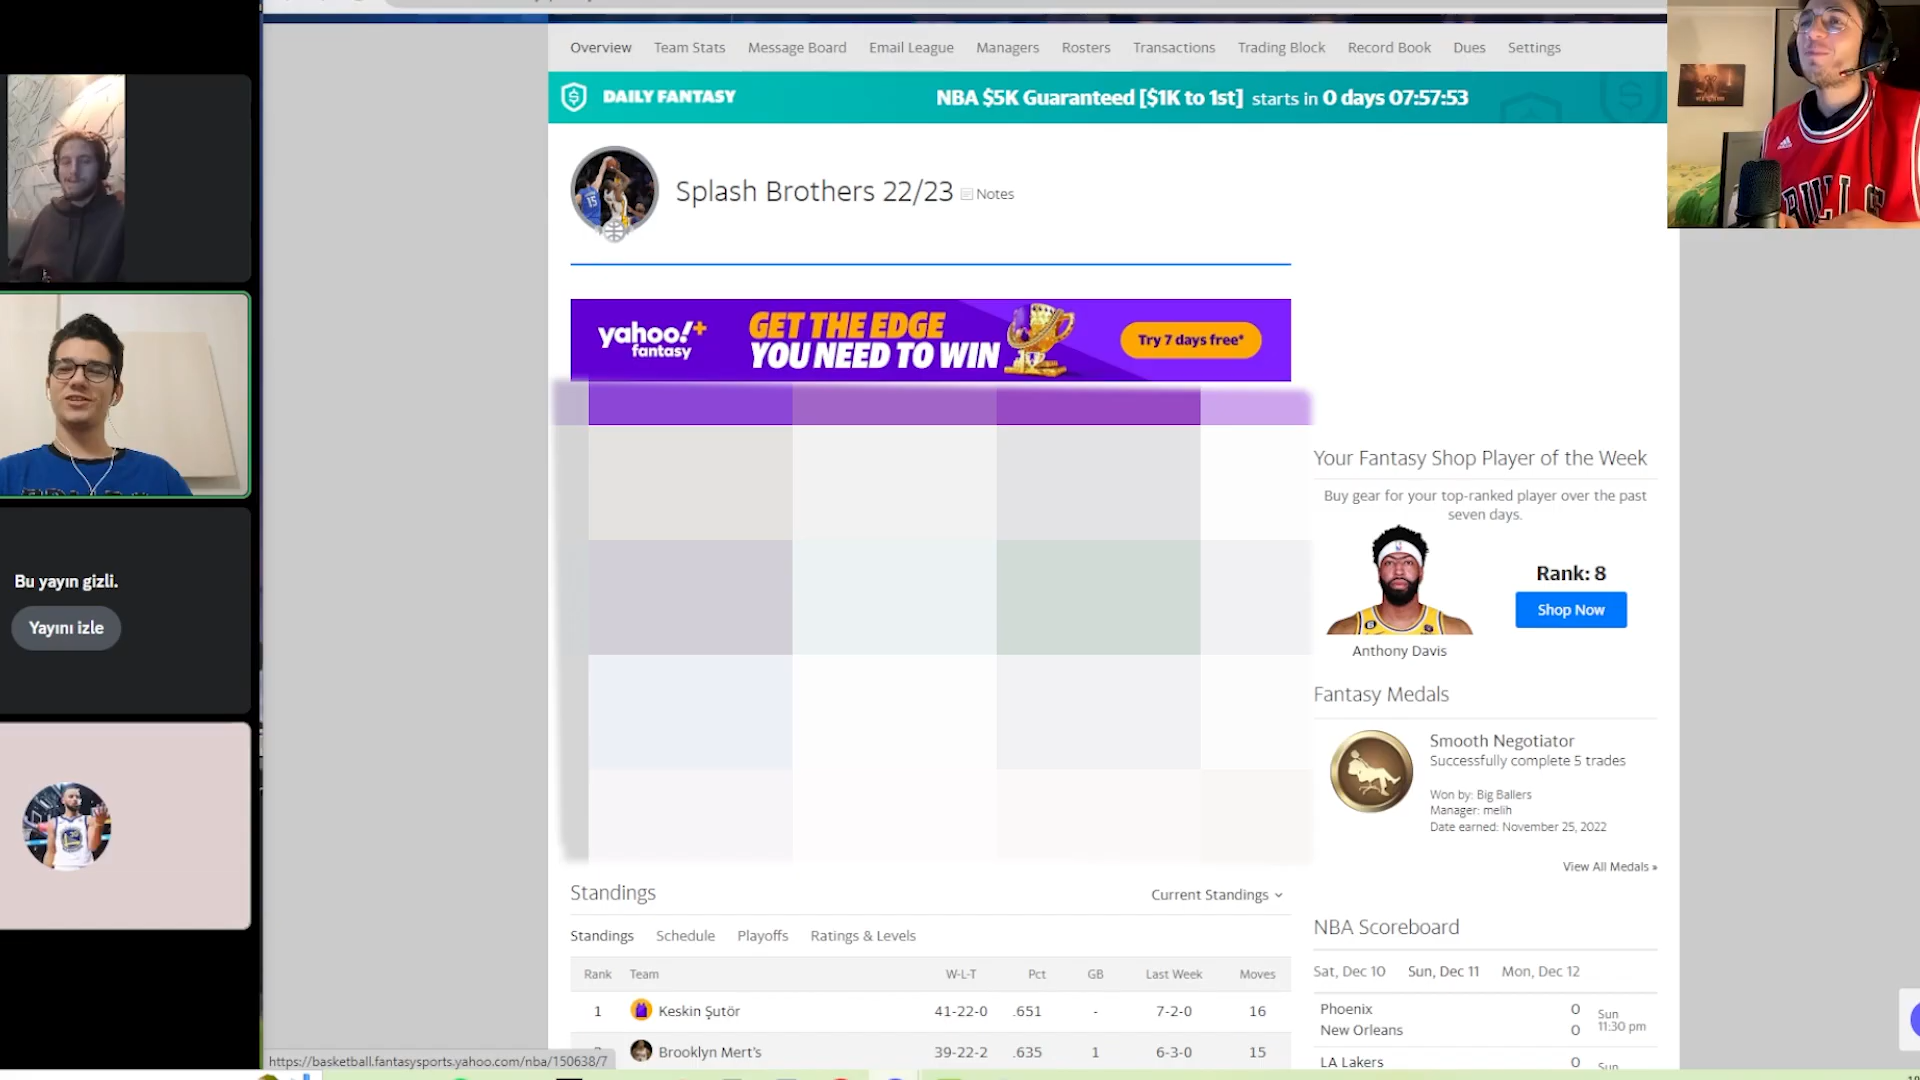 Overview Team Stats Message Board Email League Managers Rosters Transactions Trading Block Record Book Dues Settings
DAILY FANTASY
NBA $5K Guaranteed [$1K to 1st] starts in 0 days 07:57:53
Splash Brothers 22/23 Notes
yahoo!+
fantasy
GET THE EDGE
YOU NEED TO WIN
Try 7 days free*
Bu yayın gizli.
Yayını izle
Your Fantasy Shop Player of the Week
Buy gear for your top-ranked player over the past
seven days.
Rank: 8
Shop Now
Anthony Davis
Fantasy Medals
Smooth Negotiator
Successfully complete 5 trades
Won by: Big Ballers
Manager: melih
Date earned: November 25, 2022
View All Medals »
Standings
Current Standings
Standings Schedule Playoffs Ratings & Levels
Rank Team W-L-T Pct GB Last Week Moves
1 Keskin Şutör 41-22-0 .651 - 7-2-0 16
Brooklyn Mert's 39-22-2 .635 1 6-3-0 15
NBA Scoreboard
Sat, Dec 10 Sun, Dec 11 Mon, Dec 12
Phoenix 0
New Orleans 0
Sun
11:30 pm
LA Lakers 0
Sun
https://basketball.fantasysports.yahoo.com/nba/150638/7
BULLS
15